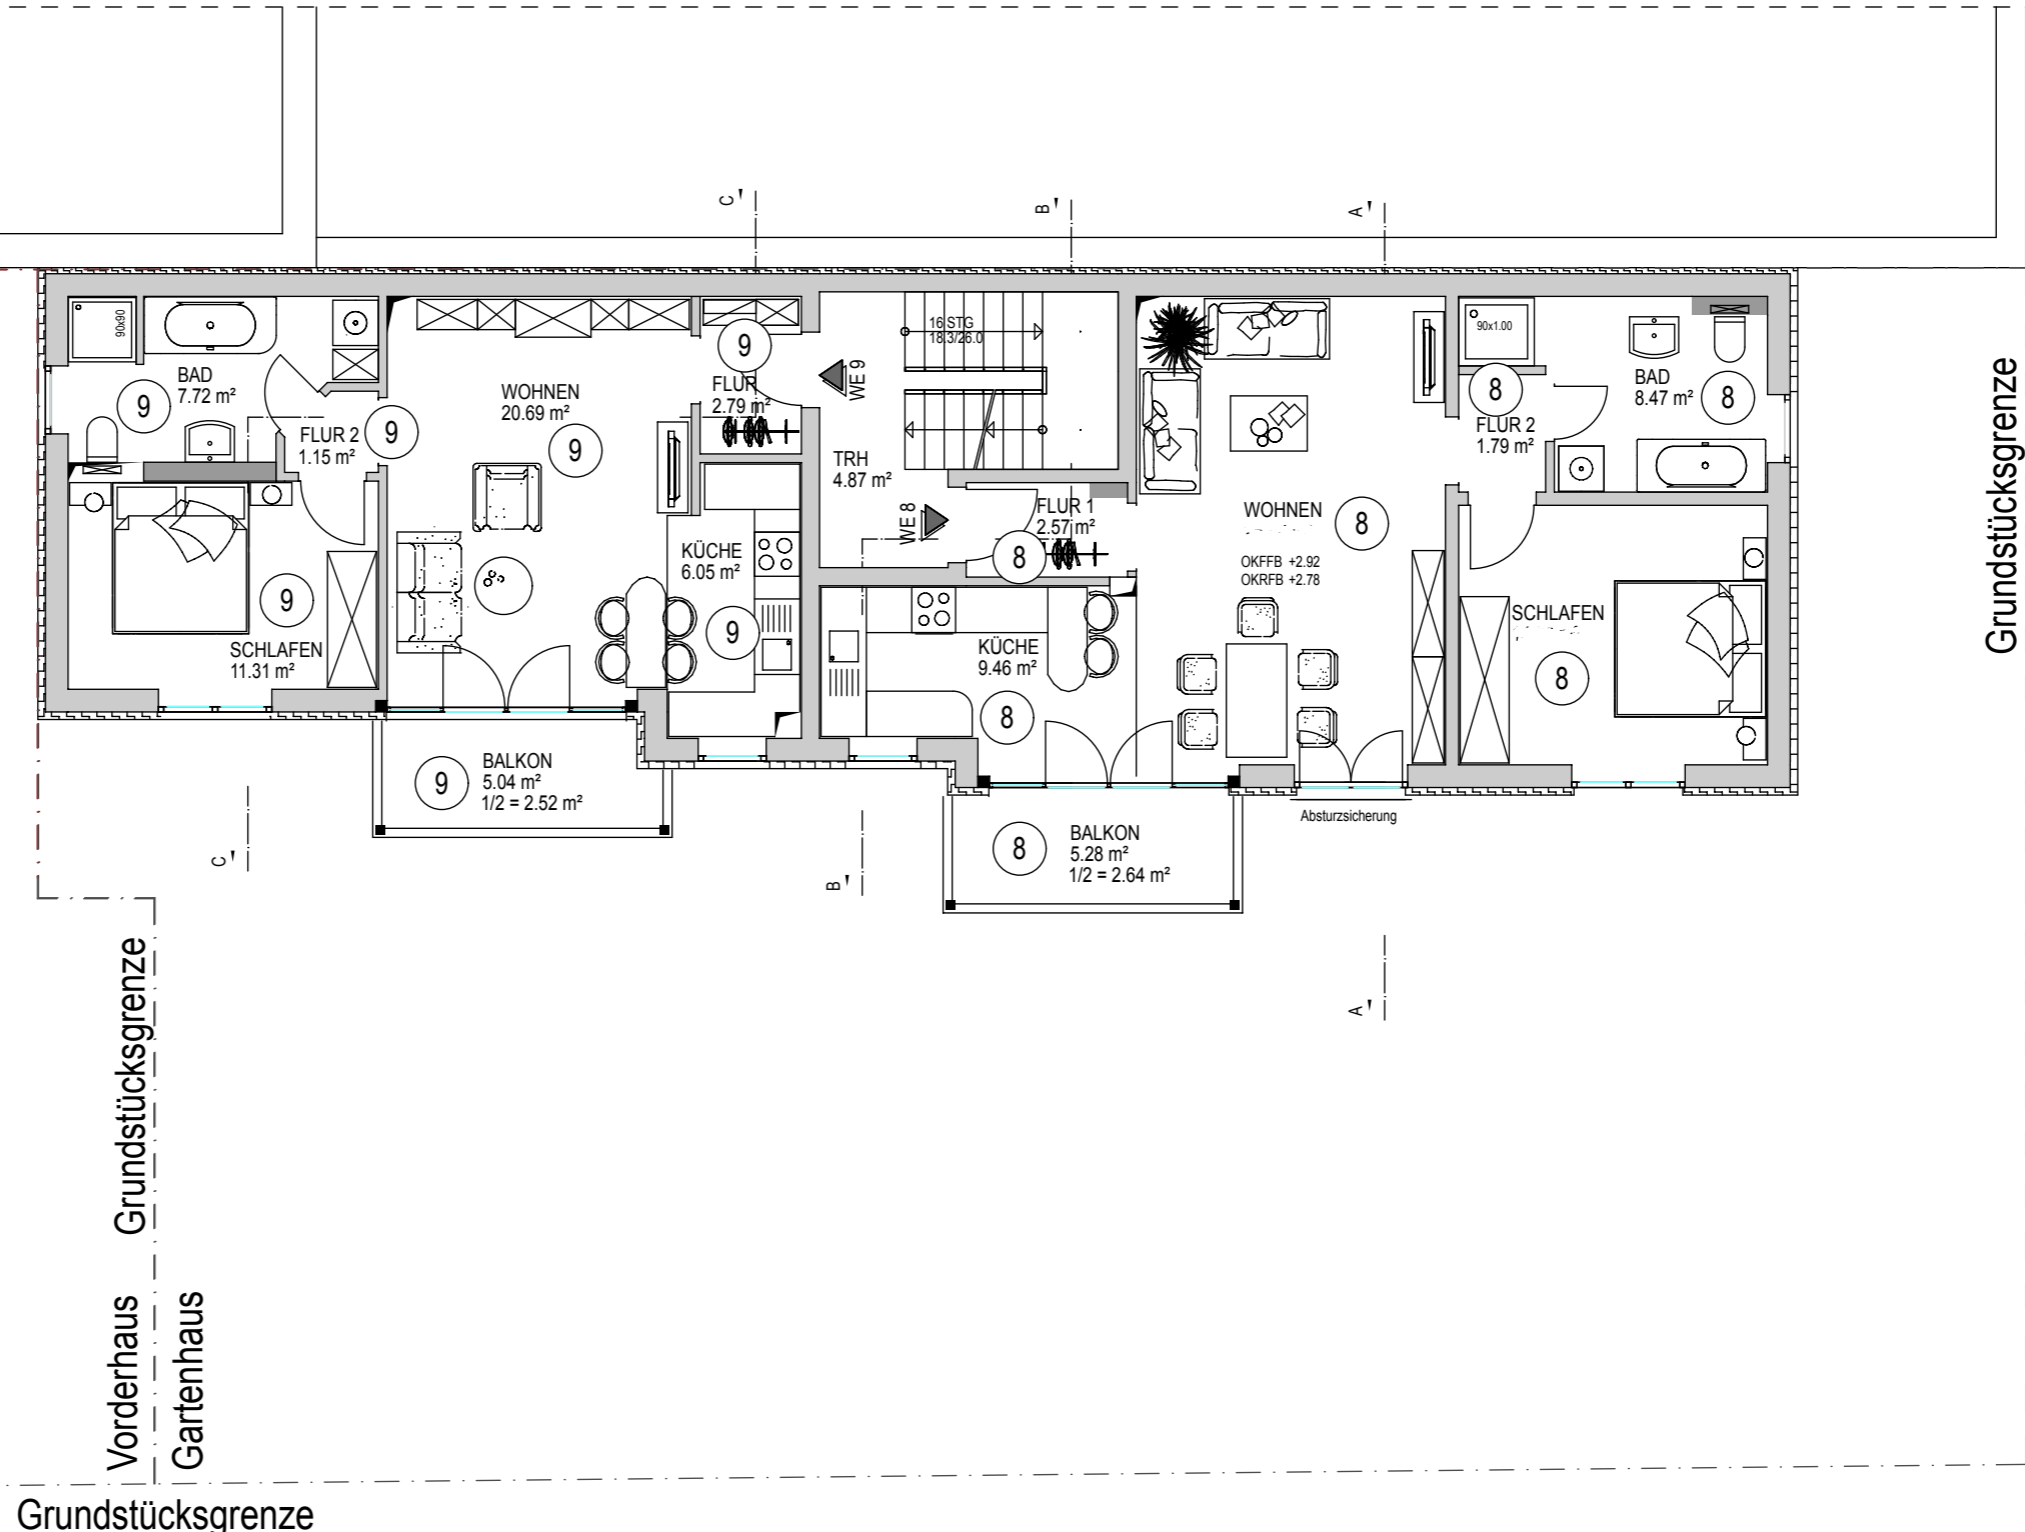 C
B
A
90x90
BAD
7.72 m²
9
FLUR 2
1.15 m²
9
WOHNEN
20.69 m²
9
9
FLUR
2.79 m²
WE 9
16 STG
18.3/26.0
TRH
4.87 m²
WE 8
FLUR 1
2.57 m²
8
90x1.00
8
FLUR 2
1.79 m²
BAD
8.47 m²
8
WOHNEN
8
OKFFB +2.92
OKRFB +2.78
KÜCHE
6.05 m²
9
9
SCHLAFEN
11.31 m²
KÜCHE
9.46 m²
8
SCHLAFEN
8
9
BALKON
5.04 m²
1/2 = 2.52 m²
8
BALKON
5.28 m²
1/2 = 2.64 m²
Absturzsicherung
C
B
A
Grundstücksgrenze
Grundstücksgrenze
Vorderhaus
Gartenhaus
Grundstücksgrenze